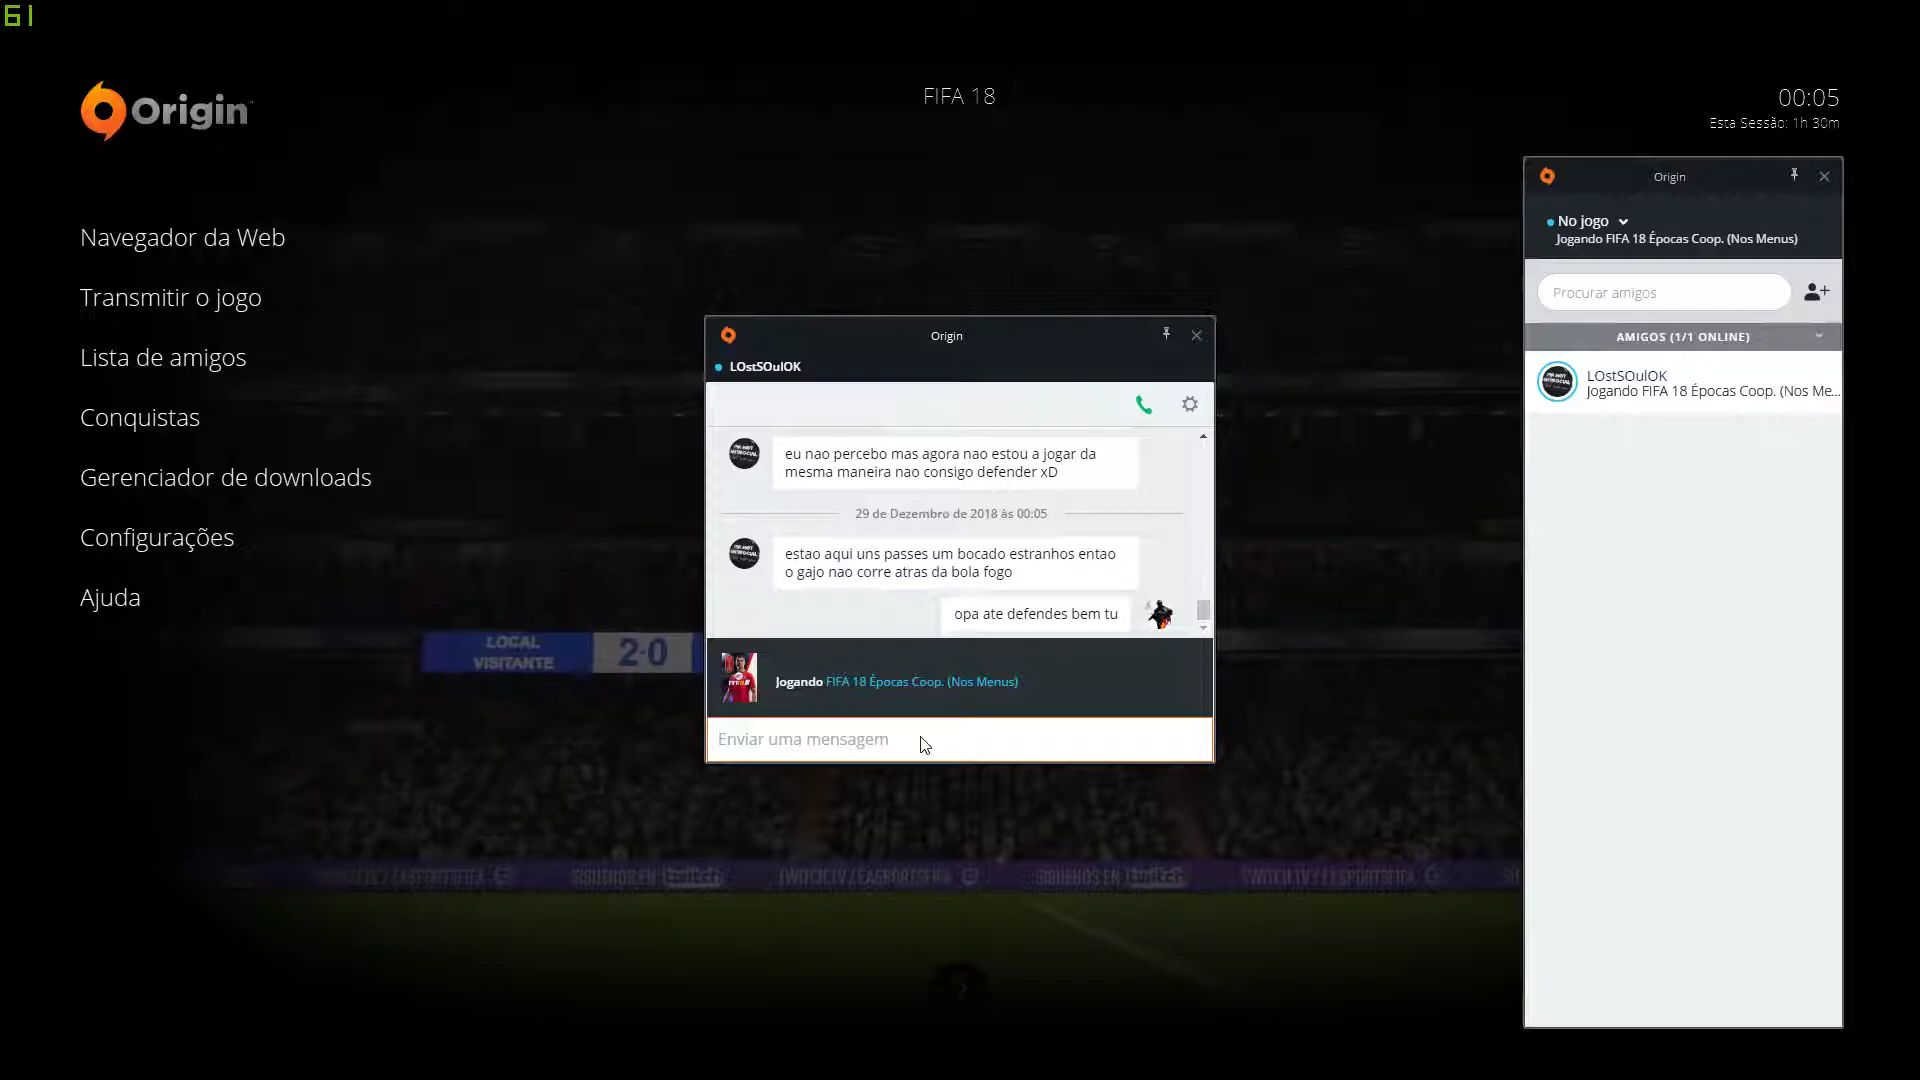 61
Origin
FIFA 18
00:05
Esta Sessão: 1h 30m
Navegador da Web
Transmitir o jogo
Lista de amigos
Conquistas
Gerenciador de downloads
Configurações
Ajuda
LOCAL
VISITANTE
2-0
Origin
LOstSOulOK
eu nao percebo mas agora nao estou a jogar da
mesma maneira nao consigo defender xD
29 de Dezembro de 2018 às 00:05
estao aqui uns passes um bocado estranhos entao
o gajo nao corre atras da bola fogo
opa ate defendes bem tu
Jogando FIFA 18 Épocas Coop. (Nos Menus)
Enviar uma mensagem
Origin
No jogo
Jogando FIFA 18 Épocas Coop. (Nos Menus)
Procurar amigos
AMIGOS (1/1 ONLINE)
LOstSOulOK
Jogando FIFA 18 Épocas Coop. (Nos Me...
SIGUENOS EN twitch